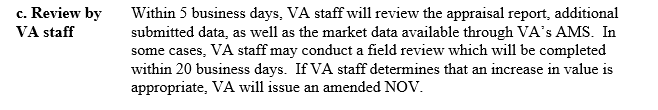 c. Review by VA staff
Within 5 business days, VA staff will review the appraisal report, additional
submitted data, as well as the market data available through VA's AMS.  In
some cases, VA staff may conduct a field review which will be completed
within 20 business days.  If VA staff determines that an increase in value is
appropriate, VA will issue an amended NOV.